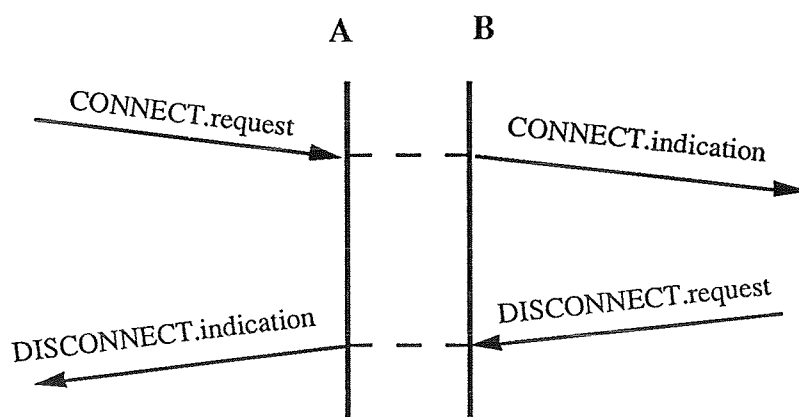 A
B
CONNECT.request
CONNECT.indication
DISCONNECT.indication
DISCONNECT.request